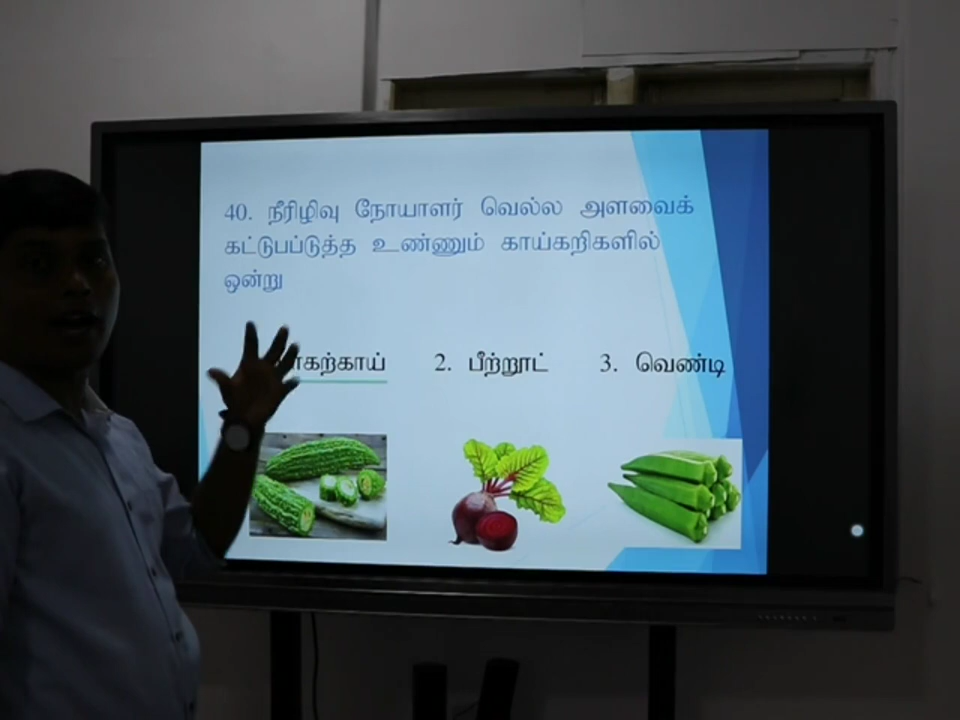 40. நீரிழிவு நோயாளர் வெல்ல அளவைக்
கட்டுபப்டுத்த உண்ணும் காய்கறிகளில்
ஒன்று
2. பீற்றூட் 3. வெண்டி